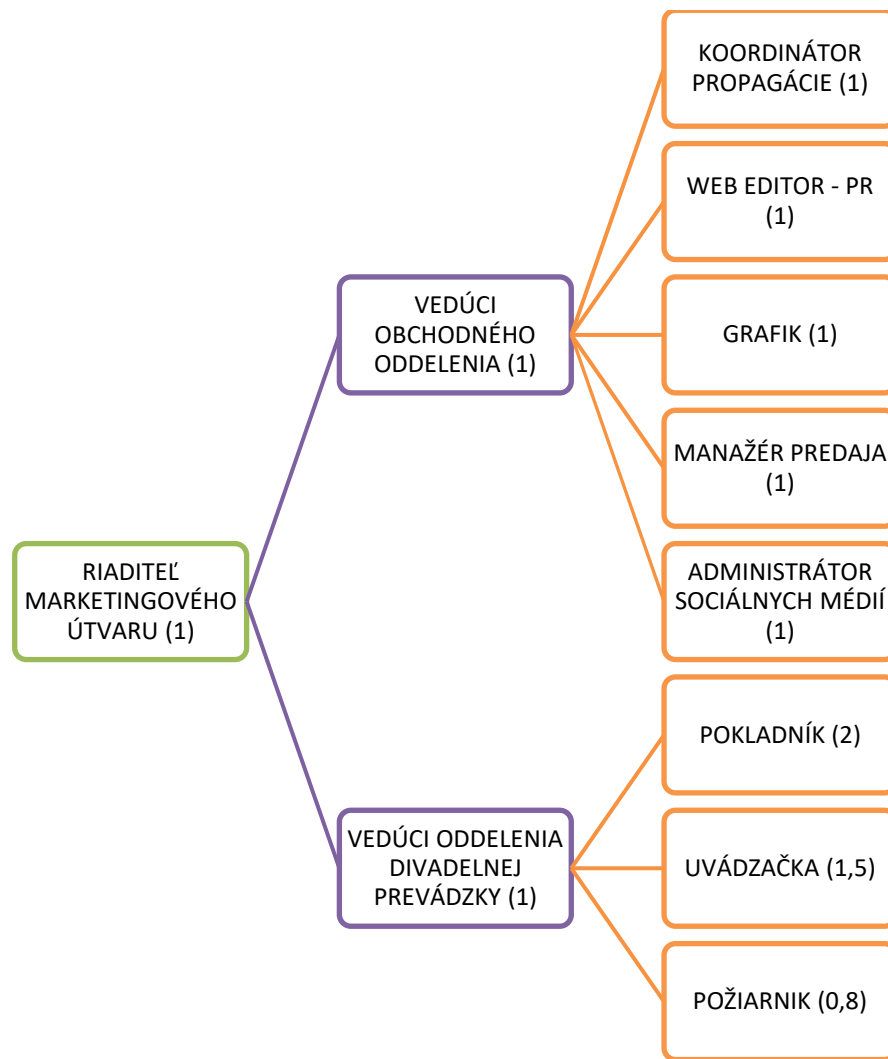 KOORDINÁTOR
PROPAGÁCIE (1)
WEB EDITOR - PR
(1)
VEDÚCI
OBCHODNÉHO
ODDELENIA (1)
GRAFIK (1)
MANAŽÉR PREDAJA
(1)
RIADITEĽ
MARKETINGOVÉHO
ÚTVARU (1)
ADMINISTRÁTOR
SOCIÁLNYCH MÉDIÍ
(1)
POKLADNÍK (2)
VEDÚCI ODDELENIA
DIVADELNEJ
PREVÁDZKY (1)
UVÁDZAČKA (1,5)
POŽIARNIK (0,8)